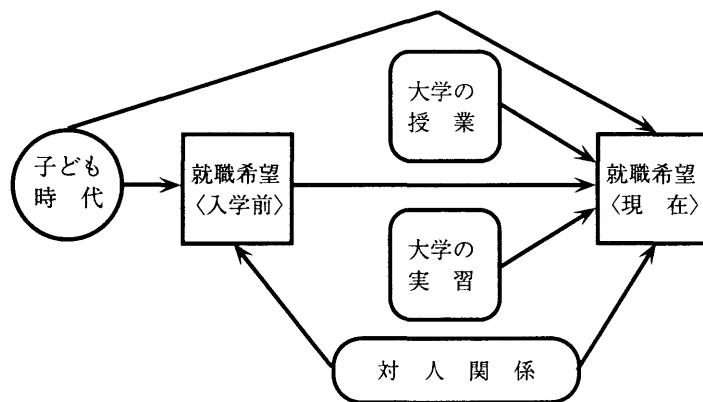 大学の
授 業
子ども
時 代
就職希望
〈入学前〉
就職希望
〈現 在〉
大学の
実 習
対 人 関 係